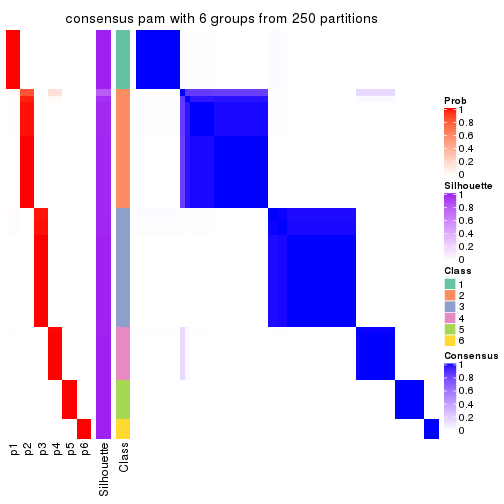 consensus pam with 6 groups from 250 partitions
Prob
1
0.8
0.6
0.4
0.2
0
Silhouette
1
0.8
0.6
0.4
0.2
0
Class
1
2
3
4
5
6
Consensus
1
0.8
0.6
0.4
0.2
0
p1
p2
p3
p4
p5
p6
Silhouette
Class